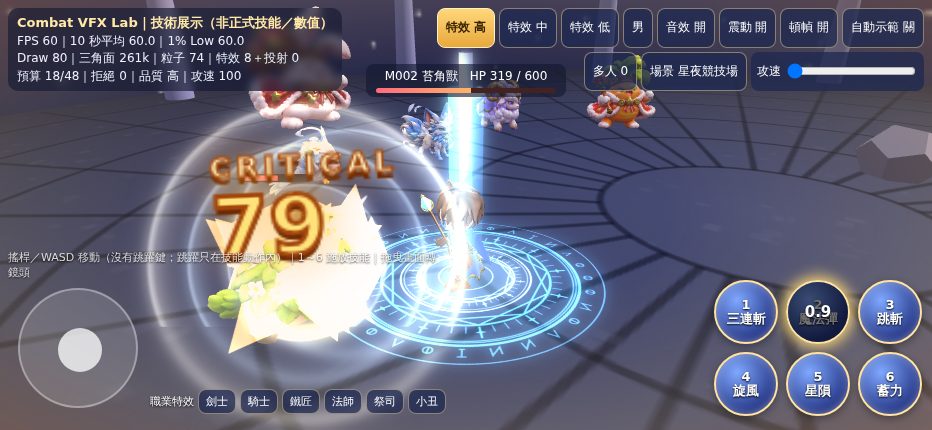 Combat VFX Lab｜技術展示（非正式技能／數值）
FPS 60｜10 秒平均 60.0｜1% Low 60.0
Draw 80｜三角面 261k｜粒子 74｜特效 8＋投射 0
預算 18/48｜拒絕 0｜品質 高｜攻速 100
特效 高
特效 中
特效 低
男
音效 開
震動 開
頓幀 開
自動示範 關
多人 0
場景 星夜競技場
攻速
M002 苔角獸 HP 319 / 600
CRITICAL
79
搖桿／WASD 移動（沒有跳躍鍵；跳躍只在技能動作內）｜1～6 施放技能｜
鏡頭
1
三連斬
2
魔法彈
0.9
3
跳斬
4
旋風
5
星隕
6
蓄力
職業特效
劍士
騎士
鐵匠
法師
祭司
小丑